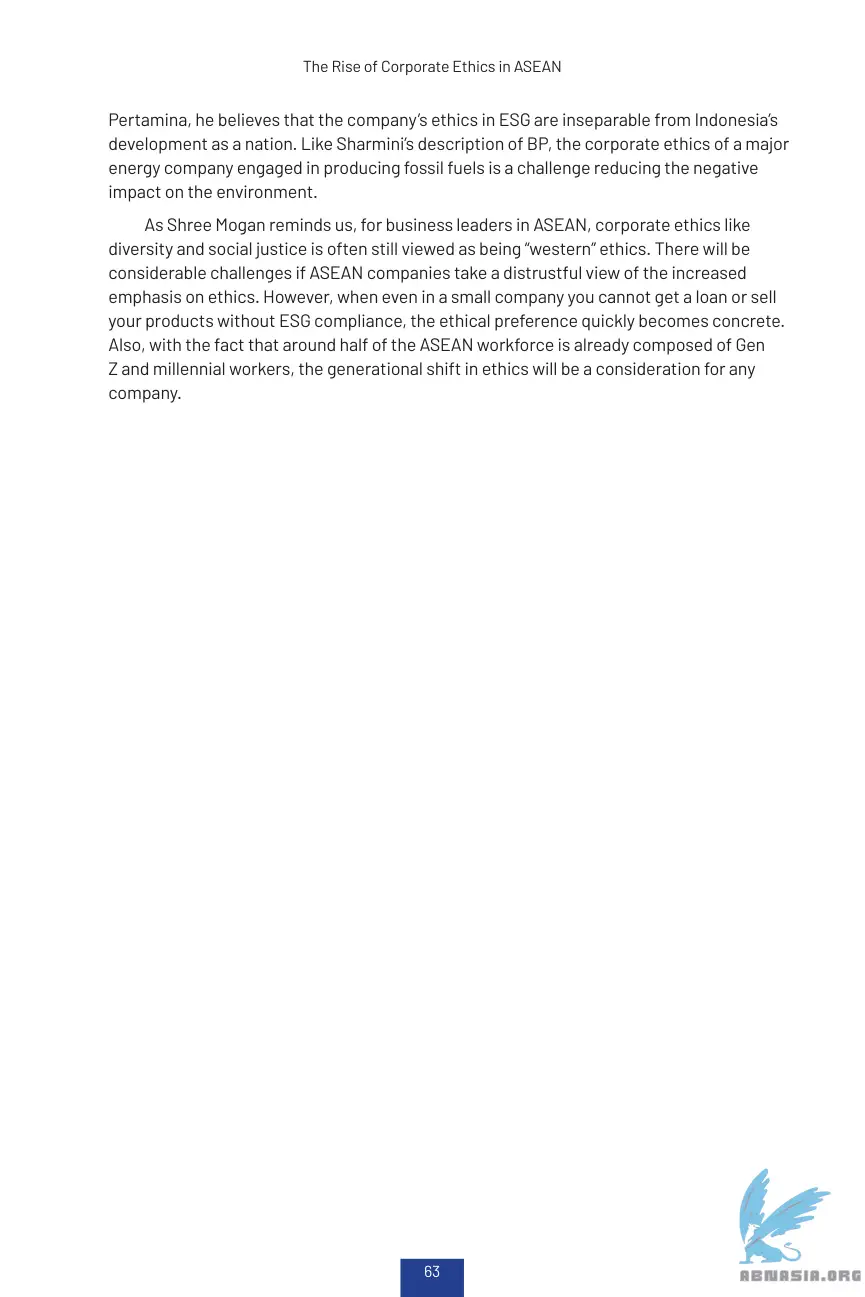 The Rise of Corporate Ethics in ASEAN
Pertamina, he believes that the company’s ethics in ESG are inseparable from Indonesia’s
development as a nation. Like Sharmini’s description of BP, the corporate ethics of a major
energy company engaged in producing fossil fuels is a challenge reducing the negative
impact on the environment.
As Shree Mogan reminds us, for business leaders in ASEAN, corporate ethics like
diversity and social justice is often still viewed as being “western” ethics. There will be
considerable challenges if ASEAN companies take a distrustful view of the increased
emphasis on ethics. However, when even in a small company you cannot get a loan or sell
your products without ESG compliance, the ethical preference quickly becomes concrete.
Also, with the fact that around half of the ASEAN workforce is already composed of Gen
Z and millennial workers, the generational shift in ethics will be a consideration for any
company.
63
ABNASIA.ORG